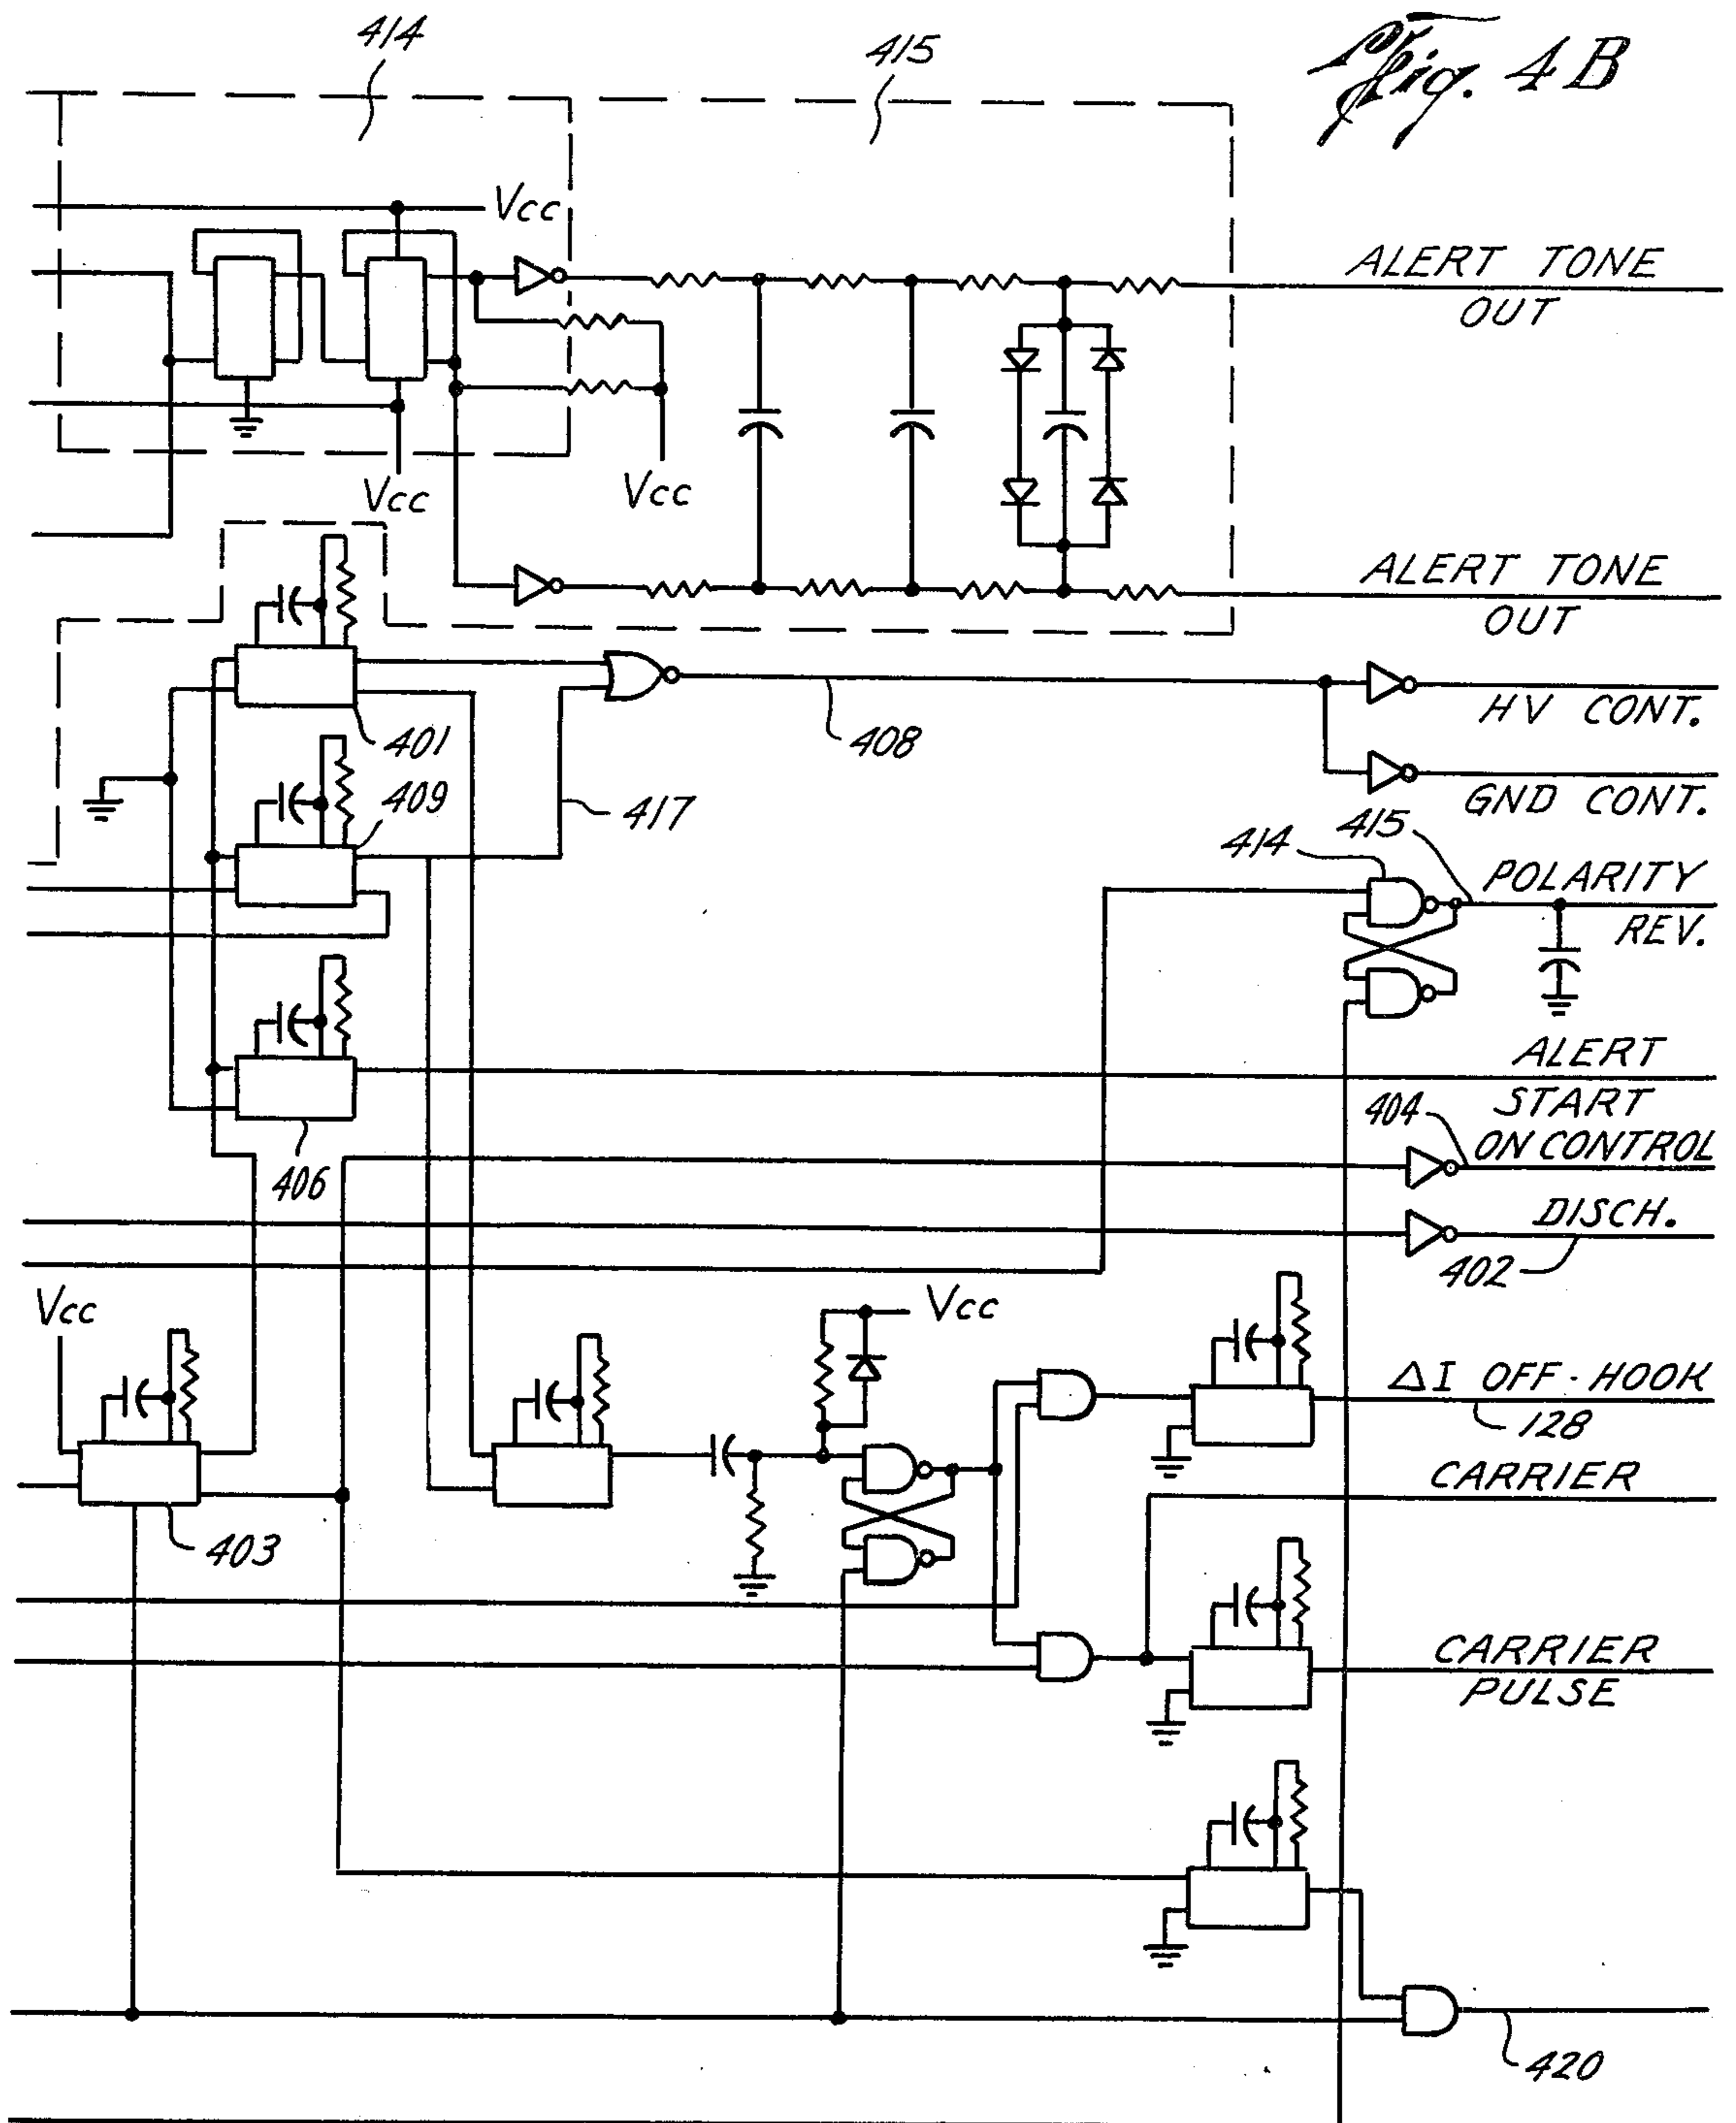 Fig. 4B
414
415
Vcc
ALERT TONE
OUT
Vcc
Vcc
ALERT TONE
OUT
401
408
HV CONT.
409
417
GND CONT.
414
415
POLARITY
REV.
ALERT
START
404
ON CONTROL
406
DISCH.
402
Vcc
Vcc
ΔI OFF-HOOK
128
CARRIER
403
CARRIER
PULSE
420